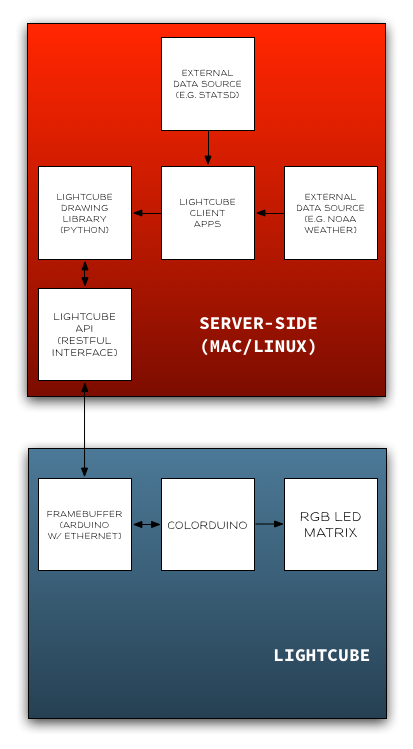 EXTERNAL
DATA SOURCE
(E.G. STATSD)
LIGHTCUBE
DRAWING
LIBRARY
(PYTHON)
LIGHTCUBE
CLIENT
APPS
EXTERNAL
DATA SOURCE
(E.G. NOAA
WEATHER)
LIGHTCUBE
API
(RESTFUL
INTERFACE)
SERVER-SIDE
(MAC/LINUX)
FRAMEBUFFER
(ARDUINO
W/ ETHERNET)
COLORDUINO
RGB LED
MATRIX
LIGHTCUBE